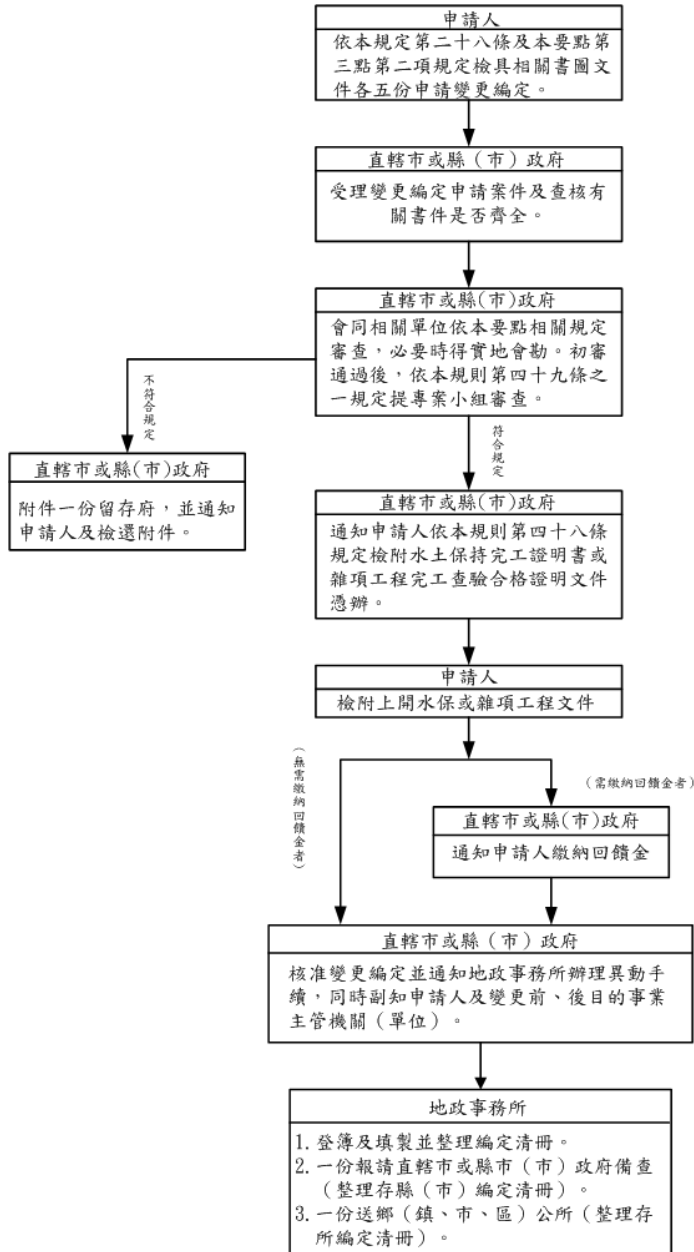 申請人
依本規定第二十八條及本要點第
三點第二項規定檢具相關書圖文
件各五份申請變更編定。
直轄市或縣（市）政府
受理變更編定申請案件及查核有
關書件是否齊全。
直轄市或縣(市)政府
會同相關單位依本要點相關規定
審查，必要時得實地會勘。初審
通過後，依本規則第四十九條之
一規定提專案小組審查。
不符合規定
符合規定
直轄市或縣(市)政府
附件一份留存府，並通知
申請人及檢還附件。
直轄市或縣(市)政府
通知申請人依本規則第四十八條
規定檢附水土保持完工證明書或
雜項工程完工查驗合格證明文件
憑辦。
申請人
檢附上開水保或雜項工程文件
（無需繳納回饋金者）
（需繳納回饋金者）
直轄市或縣(市)政府
通知申請人繳納回饋金
直轄市或縣（市）政府
核准變更編定並通知地政事務所辦理異動手
續，同時副知申請人及變更前、後目的事業
主管機關（單位）。
地政事務所
1. 登簿及填製並整理編定清冊。
2. 一份報請直轄市或縣市（市）政府備查
（整理存縣（市）編定清冊）。
3. 一份送鄉（鎮、市、區）公所（整理存
所編定清冊）。